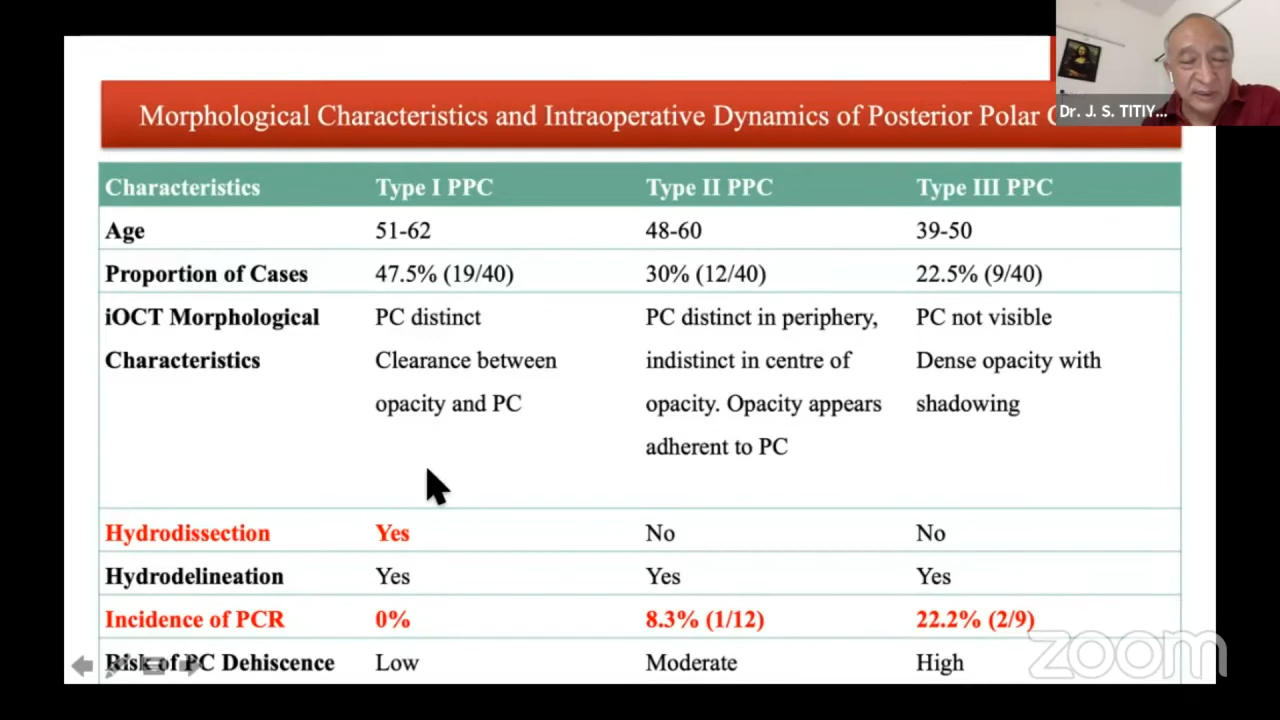 Morphological Characteristics and Intraoperative Dynamics of Posterior Polar
Dr. J. S. TITIY...
Characteristics Type I PPC Type II PPC Type III PPC
Age 51-62 48-60 39-50
Proportion of Cases 47.5% (19/40) 30% (12/40) 22.5% (9/40)
iOCT Morphological PC distinct PC distinct in periphery, PC not visible
Characteristics Clearance between indistinct in centre of Dense opacity with
opacity and PC opacity. Opacity appears shadowing
adherent to PC
Hydrodissection Yes No No
Hydrodelineation Yes Yes Yes
Incidence of PCR 0% 8.3% (1/12) 22.2% (2/9)
Risk of PC Dehiscence Low Moderate High
zoom